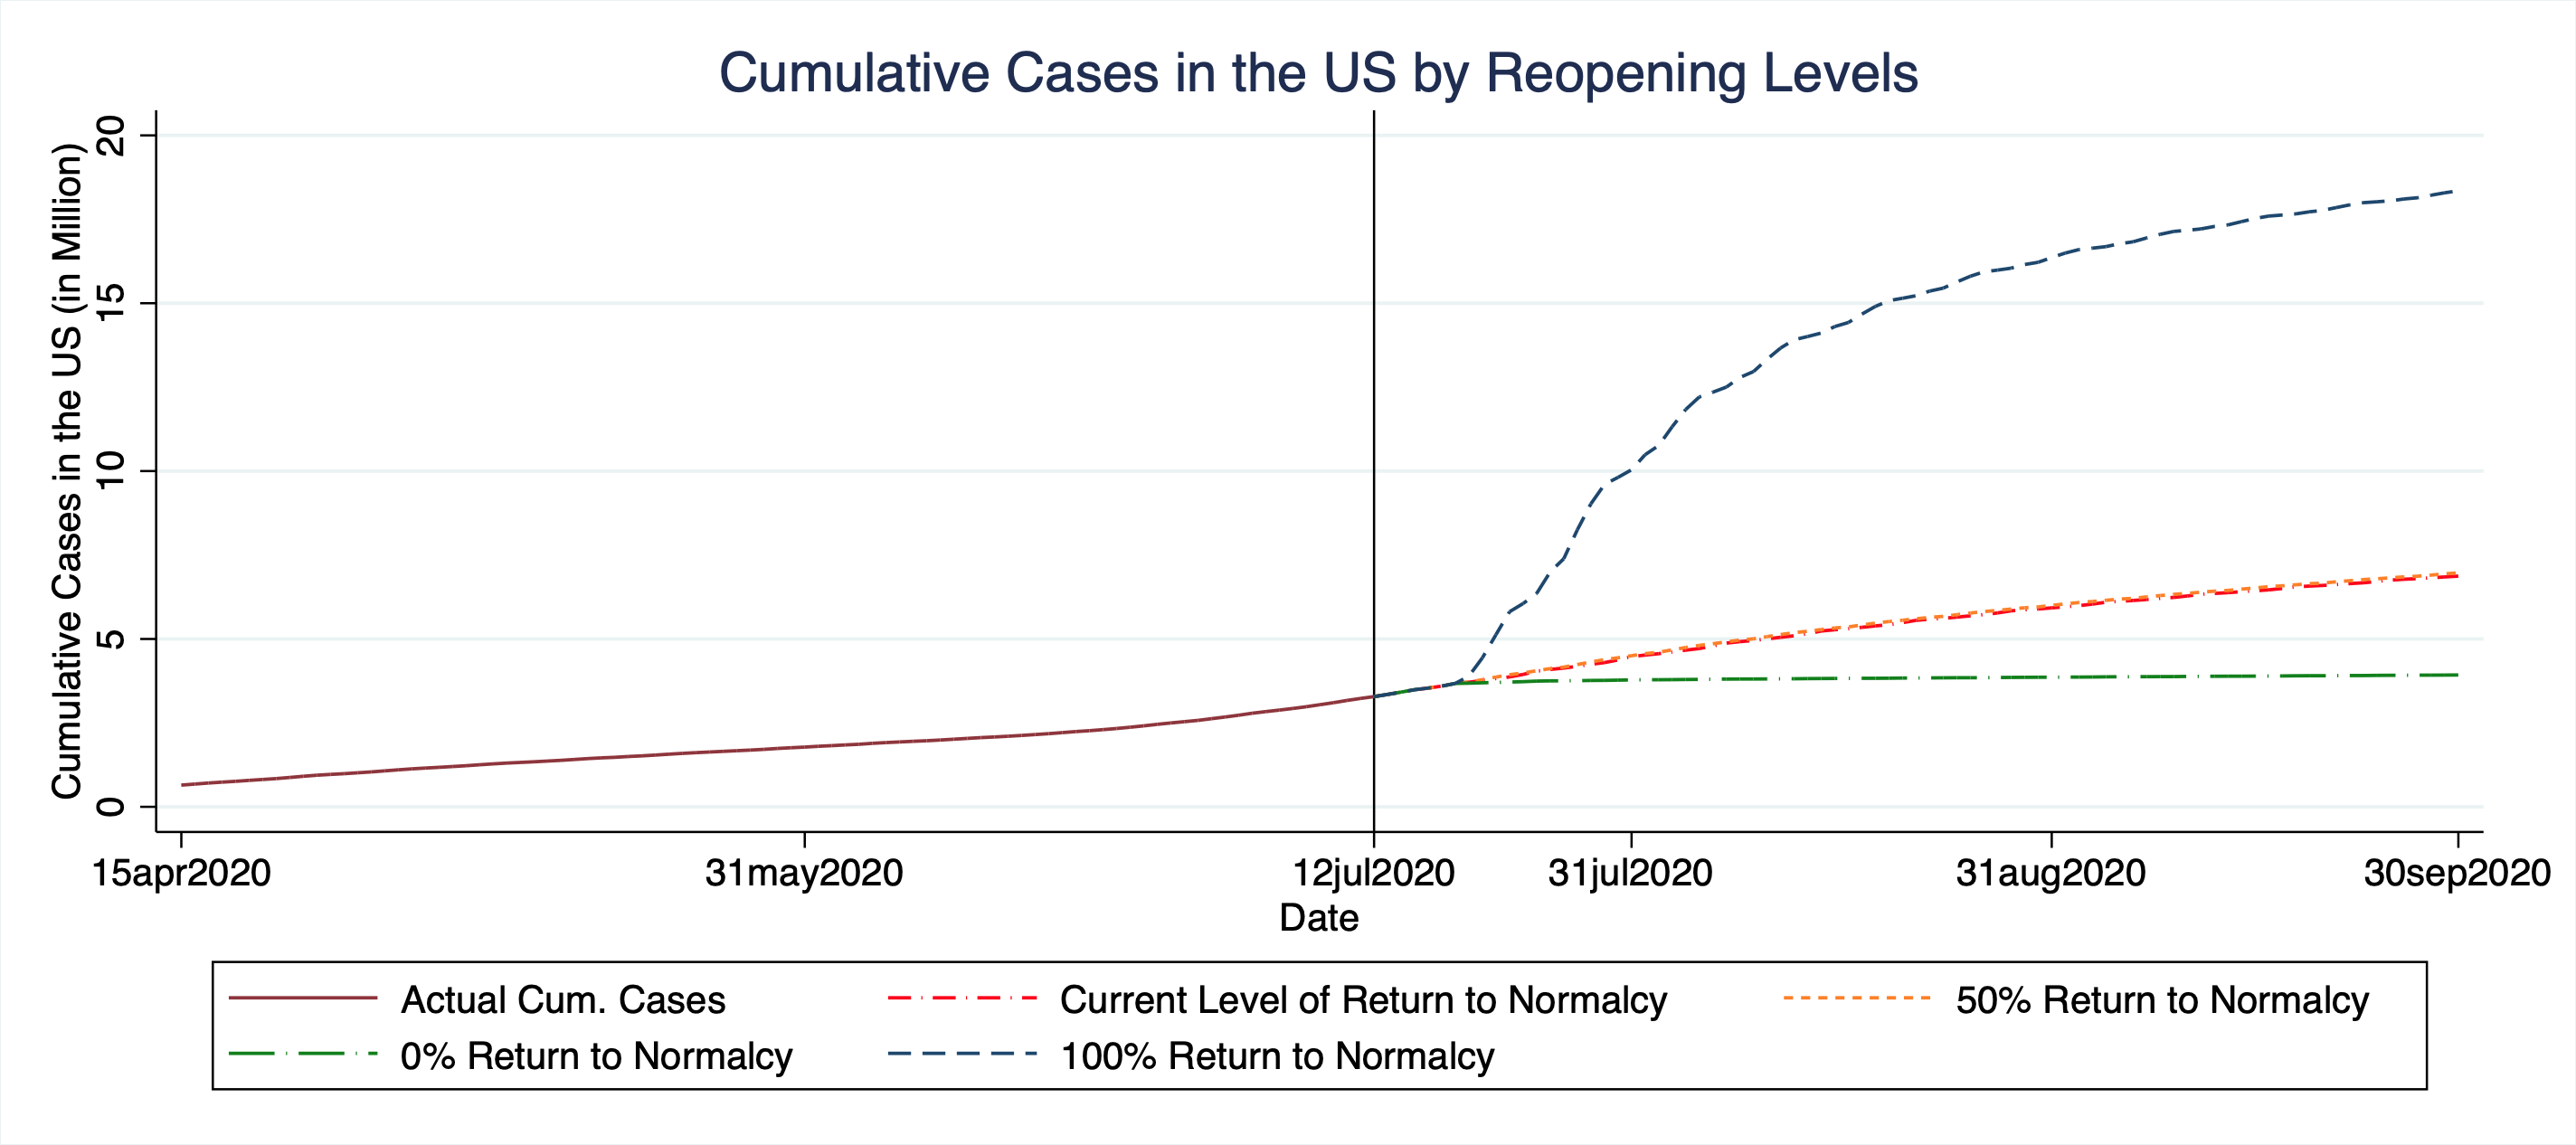 Cumulative Cases in the US by Reopening Levels
Cumulative Cases in the US (in Million)
20
15
10
5
0
15apr2020 31may2020 12jul2020 31jul2020 31aug2020 30sep2020
Date
Actual Cum. Cases Current Level of Return to Normalcy 50% Return to Normalcy
0% Return to Normalcy 100% Return to Normalcy